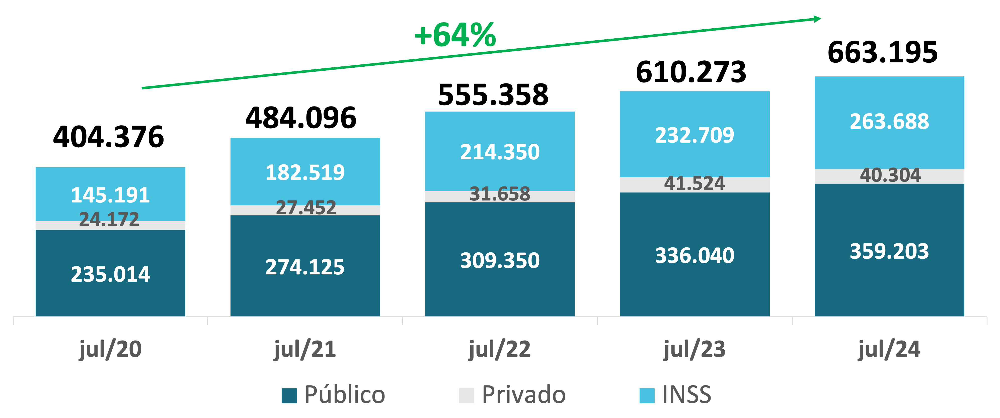 +64%
404.376
484.096
555.358
610.273
663.195
145.191
182.519
214.350
232.709
263.688
24.172
27.452
31.658
41.524
40.304
235.014
274.125
309.350
336.040
359.203
jul/20
jul/21
jul/22
jul/23
jul/24
Público
Privado
INSS